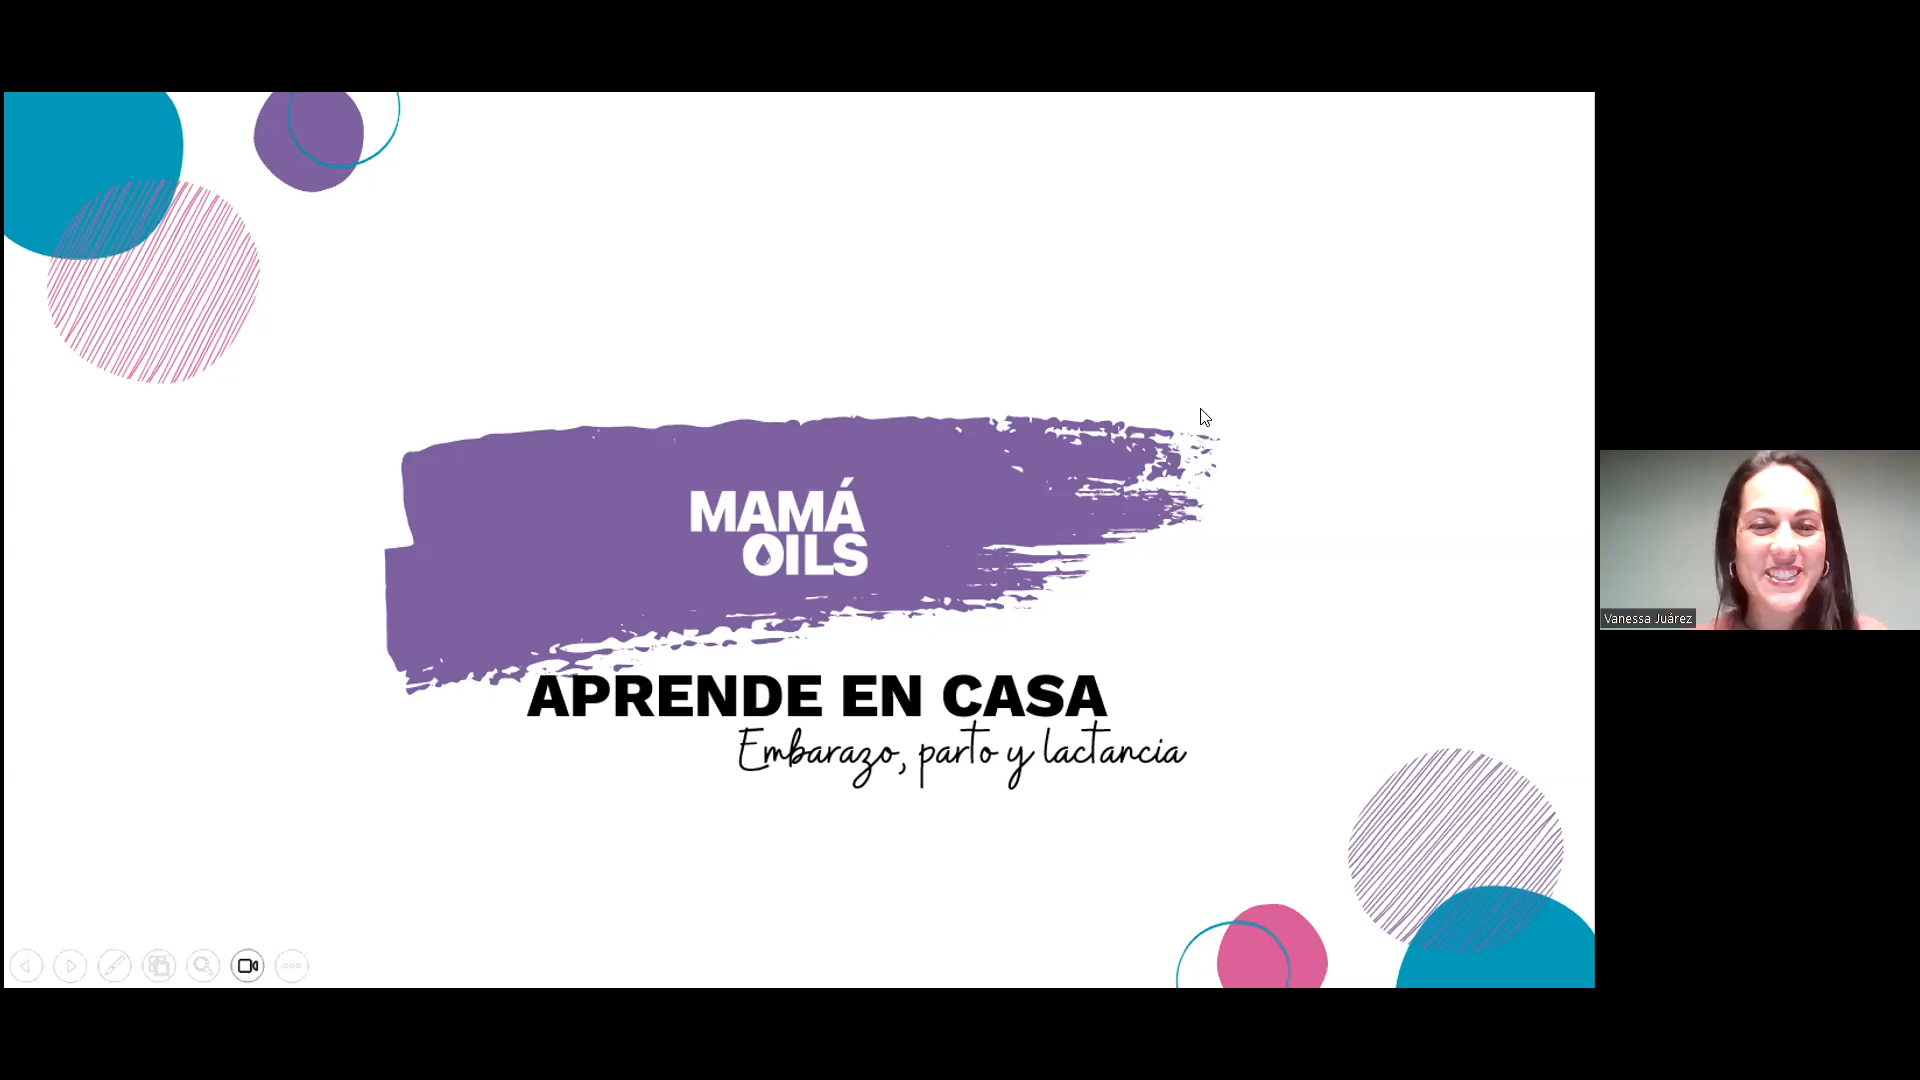 MAMÁ
OILS
APRENDE EN CASA
Embarazo, parto y lactancia
Vanessa Juárez